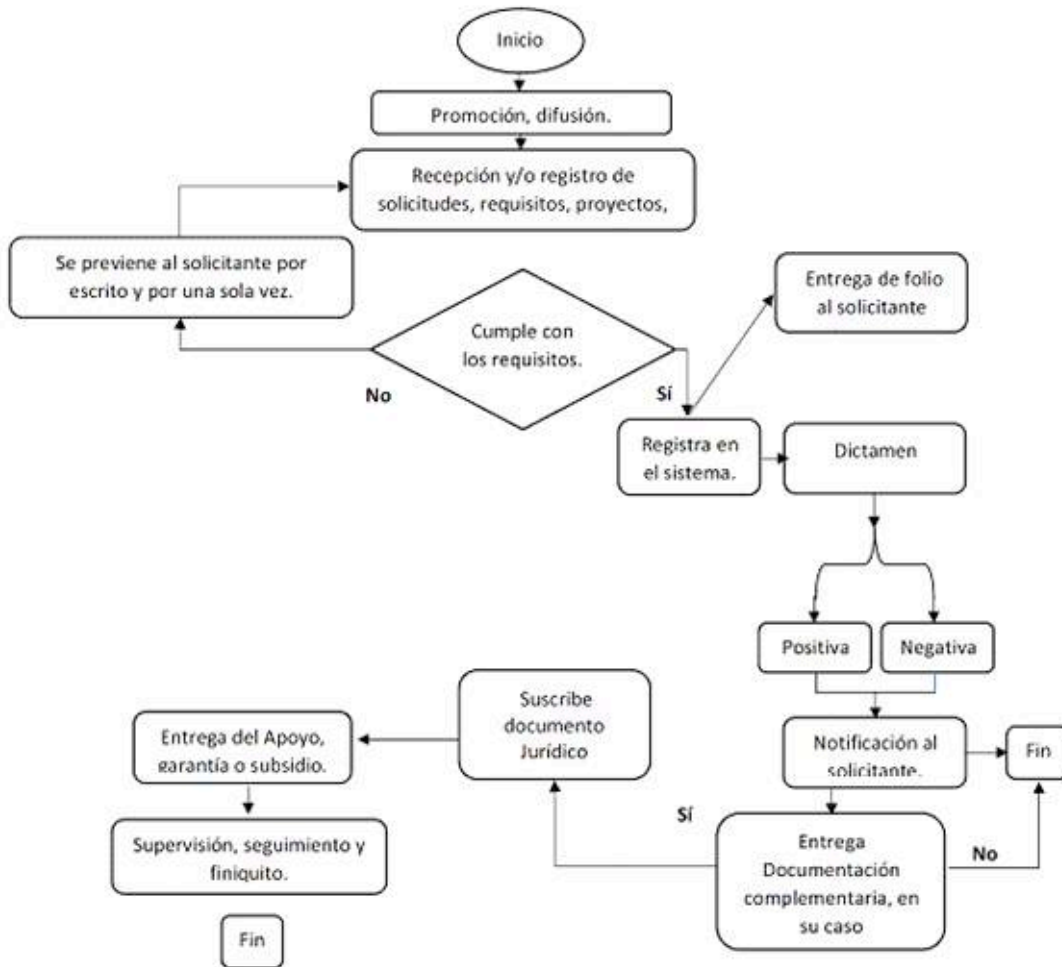 Inicio
Promoción, difusión.
Recepción y/o registro de
solicitudes, requisitos, proyectos,
Se previene al solicitante por
escrito y por una sola vez.
Entrega de folio
al solicitante
Cumple con
los requisitos.
No
Sí
Registra en
el sistema.
Dictamen
Positiva
Negativa
Suscribe
documento
Jurídico
Entrega del Apoyo,
garantía o subsidio.
Notificación al
solicitante.
Fin
Sí
Supervisión, seguimiento y
finiquito.
Entrega
Documentación
complementaria, en
su caso
No
Fin